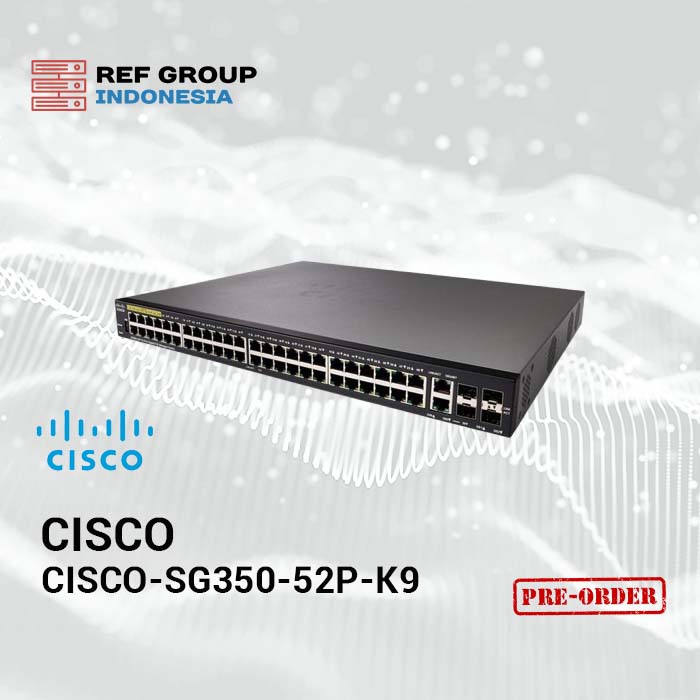 REF GROUP
INDONESIA
CISCO
CISCO
CISCO-SG350-52P-K9
PRE-ORDER